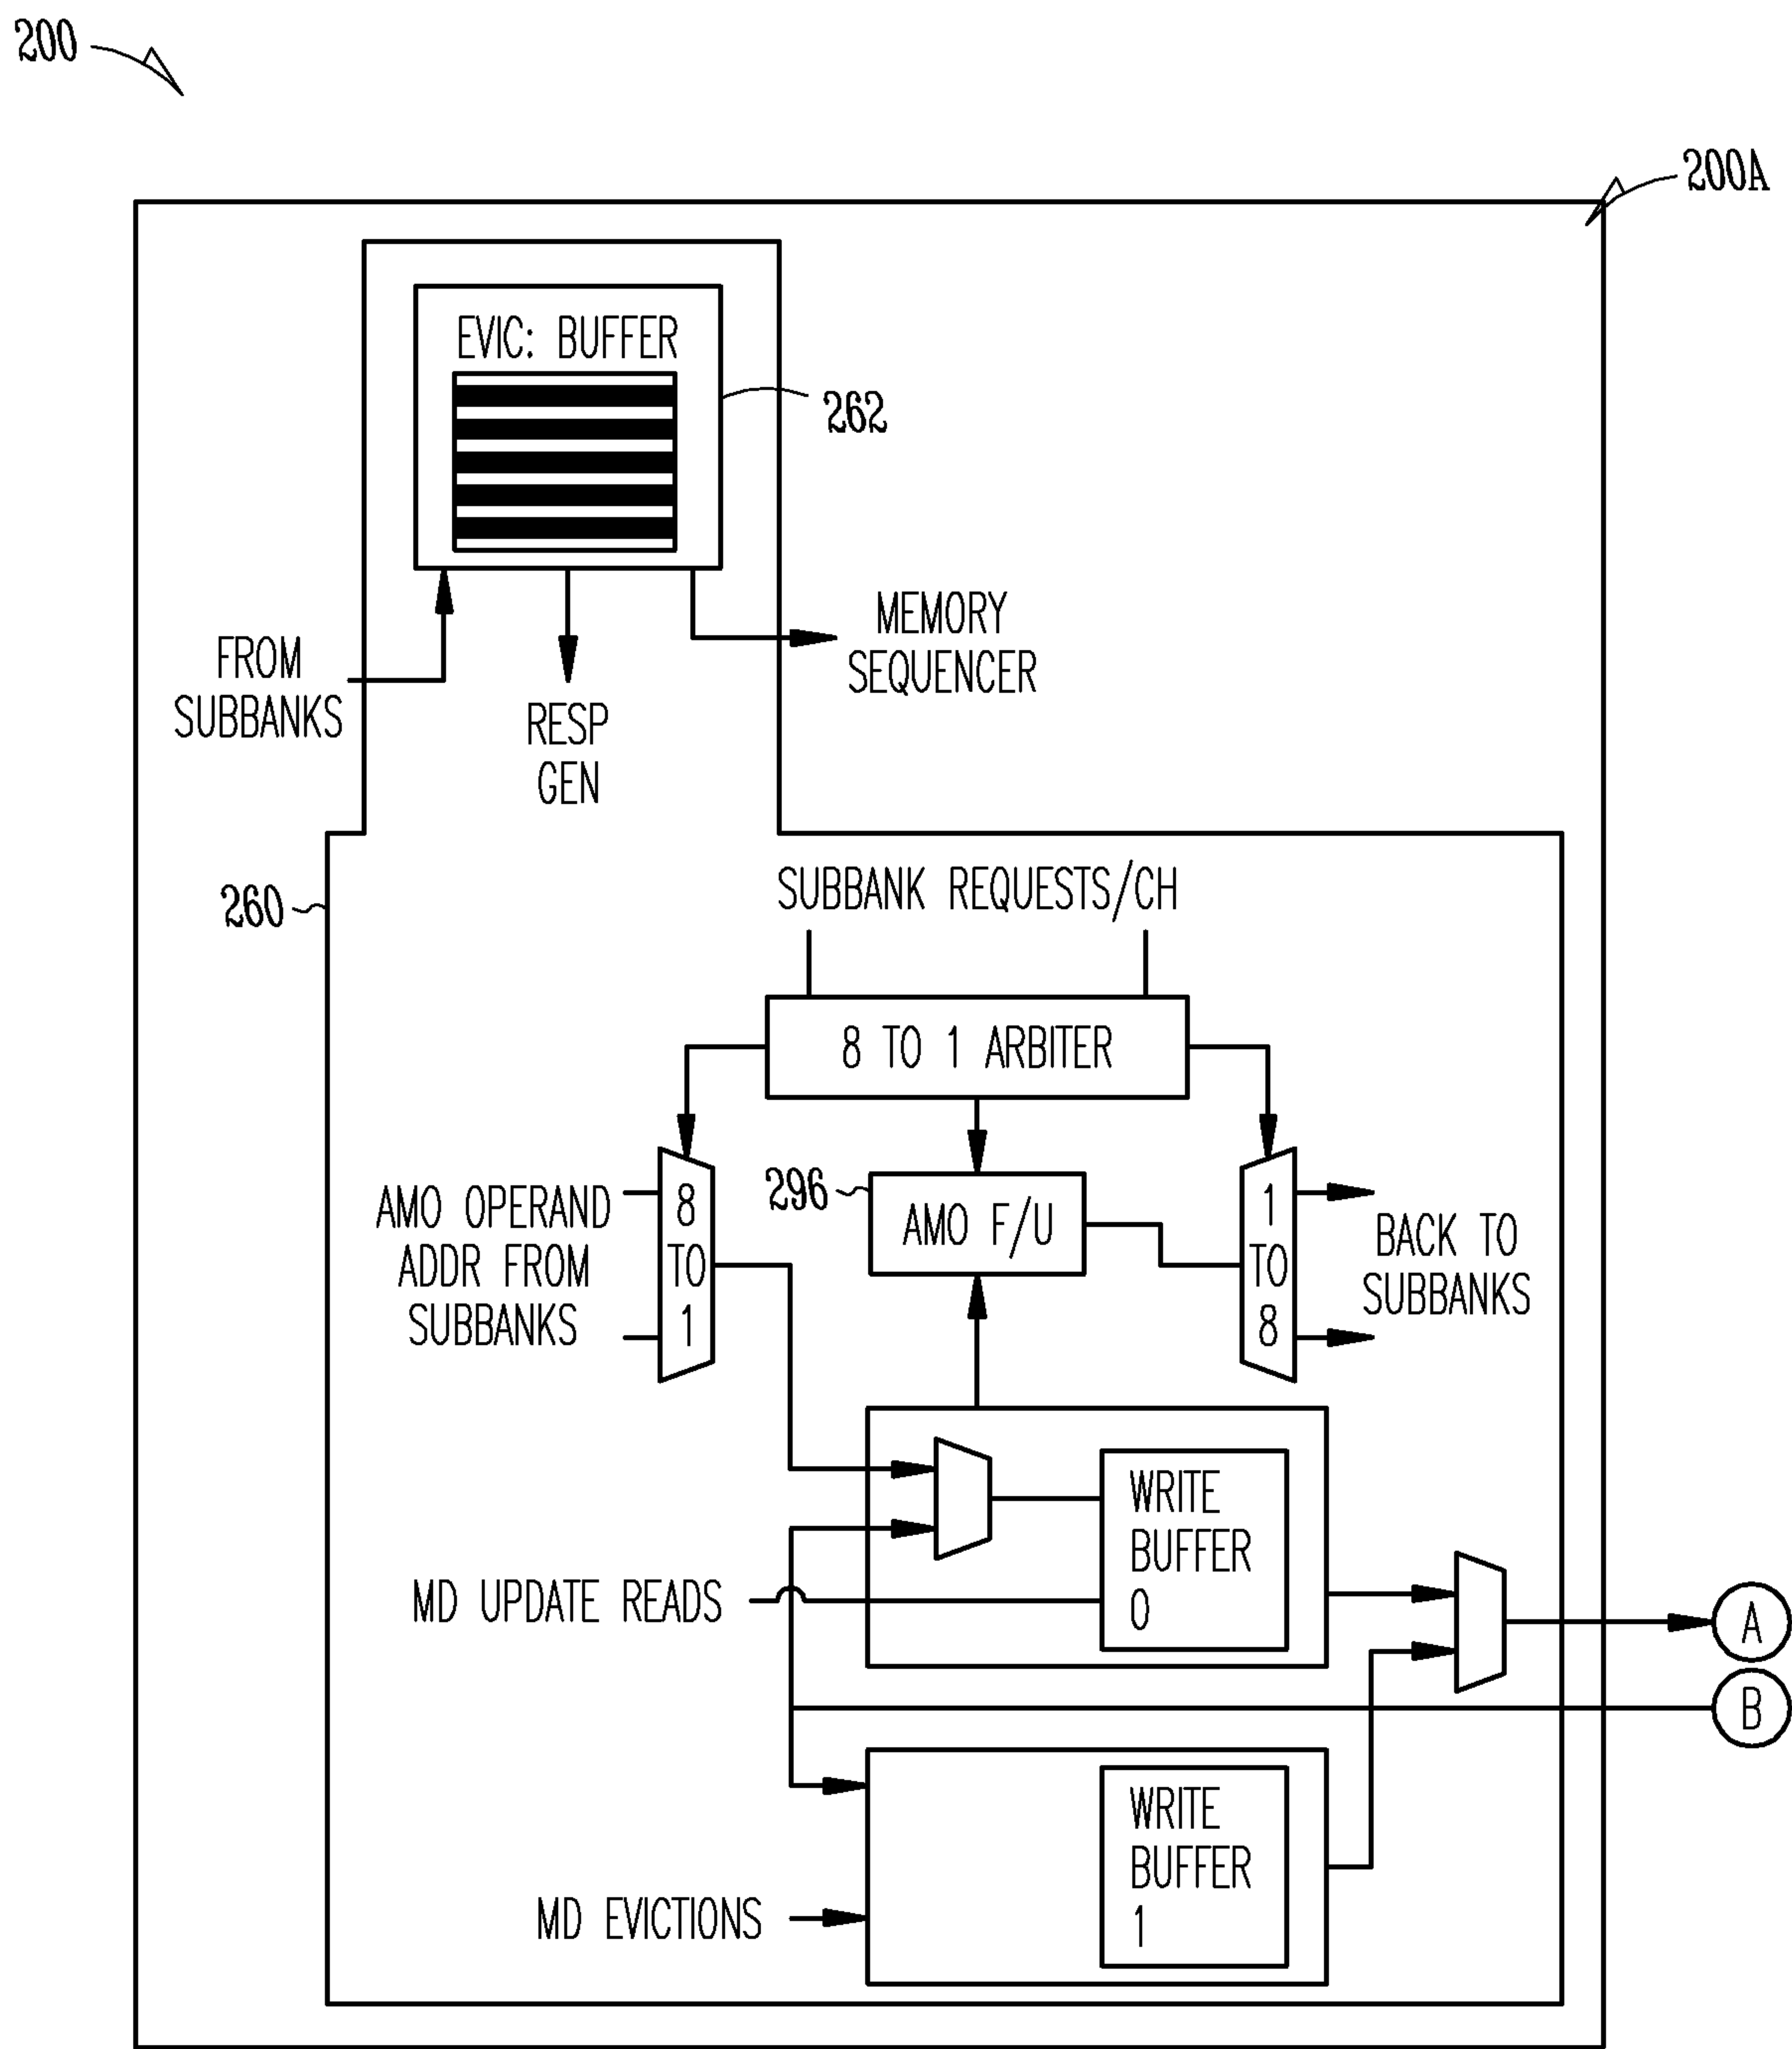 200
200A
EVIC: BUFFER
262
FROM
SUBBANKS
RESP
GEN
MEMORY
SEQUENCER
260
SUBBANK REQUESTS/CH
8 TO 1 ARBITER
AMO OPERAND
ADDR FROM
SUBBANKS
8
TO
1
296
AMO F/U
1
TO
8
BACK TO
SUBBANKS
WRITE
BUFFER
0
MD UPDATE READS
A
B
WRITE
BUFFER
1
MD EVICTIONS